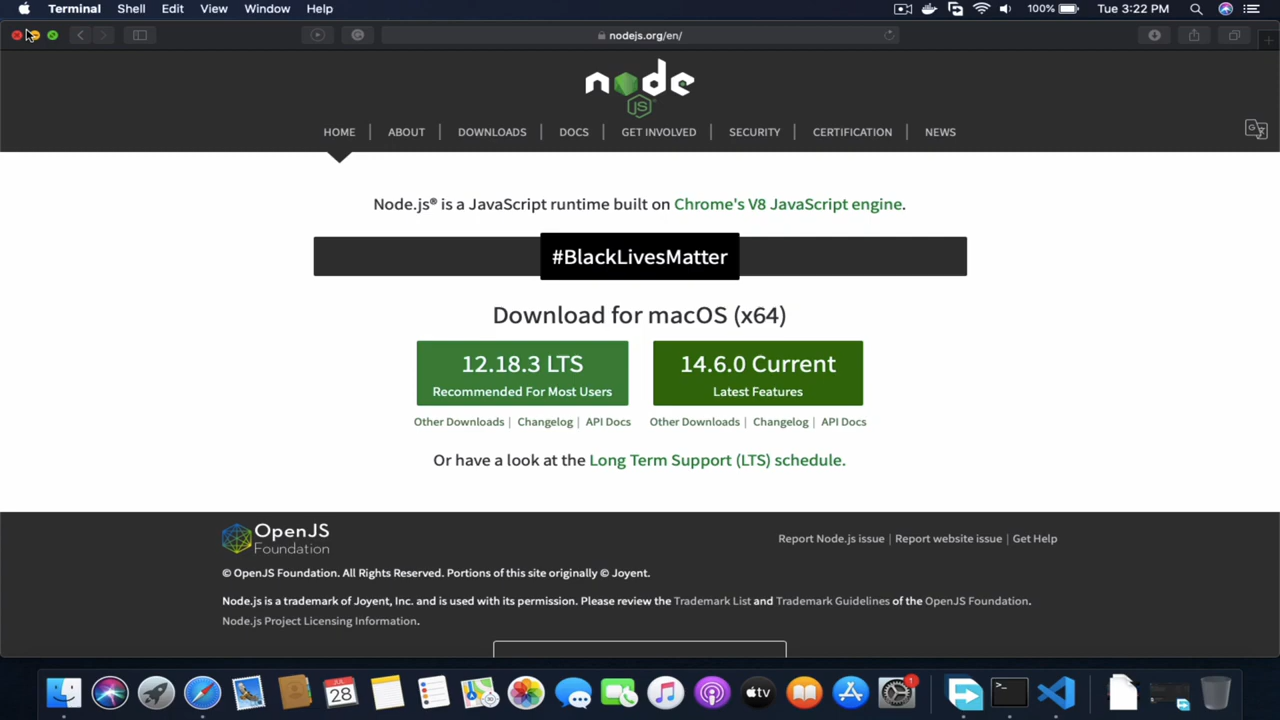 Terminal Shell Edit View Window Help 100% Tue 3:22 PM
nodejs.org/en/
node
JS
HOME | ABOUT | DOWNLOADS | DOCS | GET INVOLVED | SECURITY | CERTIFICATION | NEWS
Node.js® is a JavaScript runtime built on Chrome's V8 JavaScript engine.
#BlackLivesMatter
Download for macOS (x64)
12.18.3 LTS
Recommended For Most Users
14.6.0 Current
Latest Features
Other Downloads | Changelog | API Docs
Other Downloads | Changelog | API Docs
Or have a look at the Long Term Support (LTS) schedule.
OpenJS
Foundation
Report Node.js issue | Report website issue | Get Help
© OpenJS Foundation. All Rights Reserved. Portions of this site originally © Joyent.
Node.js is a trademark of Joyent, Inc. and is used with its permission. Please review the Trademark List and Trademark Guidelines of the OpenJS Foundation.
Node.js Project Licensing Information.
JUL
28
tv
1
>_